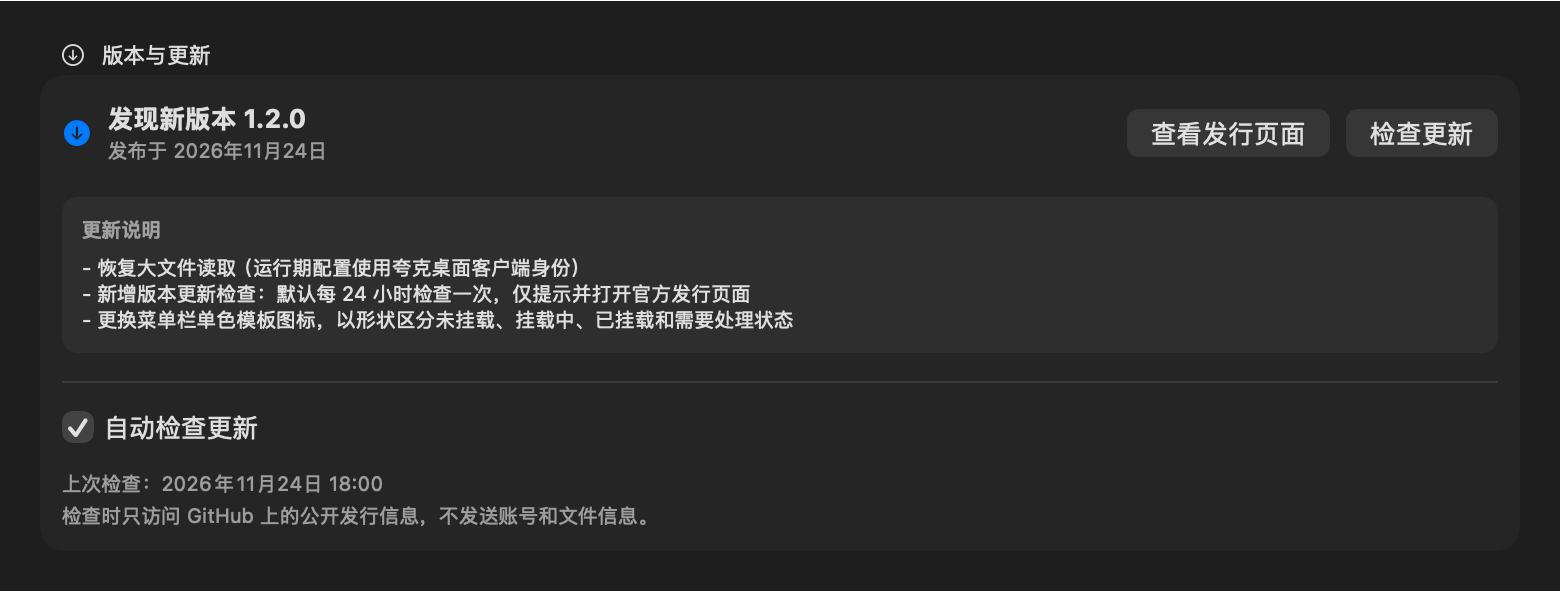 版本与更新
发现新版本 1.2.0
发布于 2026年11月24日
查看发行页面
检查更新
更新说明
- 恢复大文件读取（运行期配置使用夸克桌面客户端身份）
- 新增版本更新检查：默认每 24 小时检查一次，仅提示并打开官方发行页面
- 更换菜单栏单色模板图标，以形状区分未挂载、挂载中、已挂载和需要处理状态
自动检查更新
上次检查：2026年11月24日 18:00
检查时只访问 GitHub 上的公开发行信息，不发送账号和文件信息。